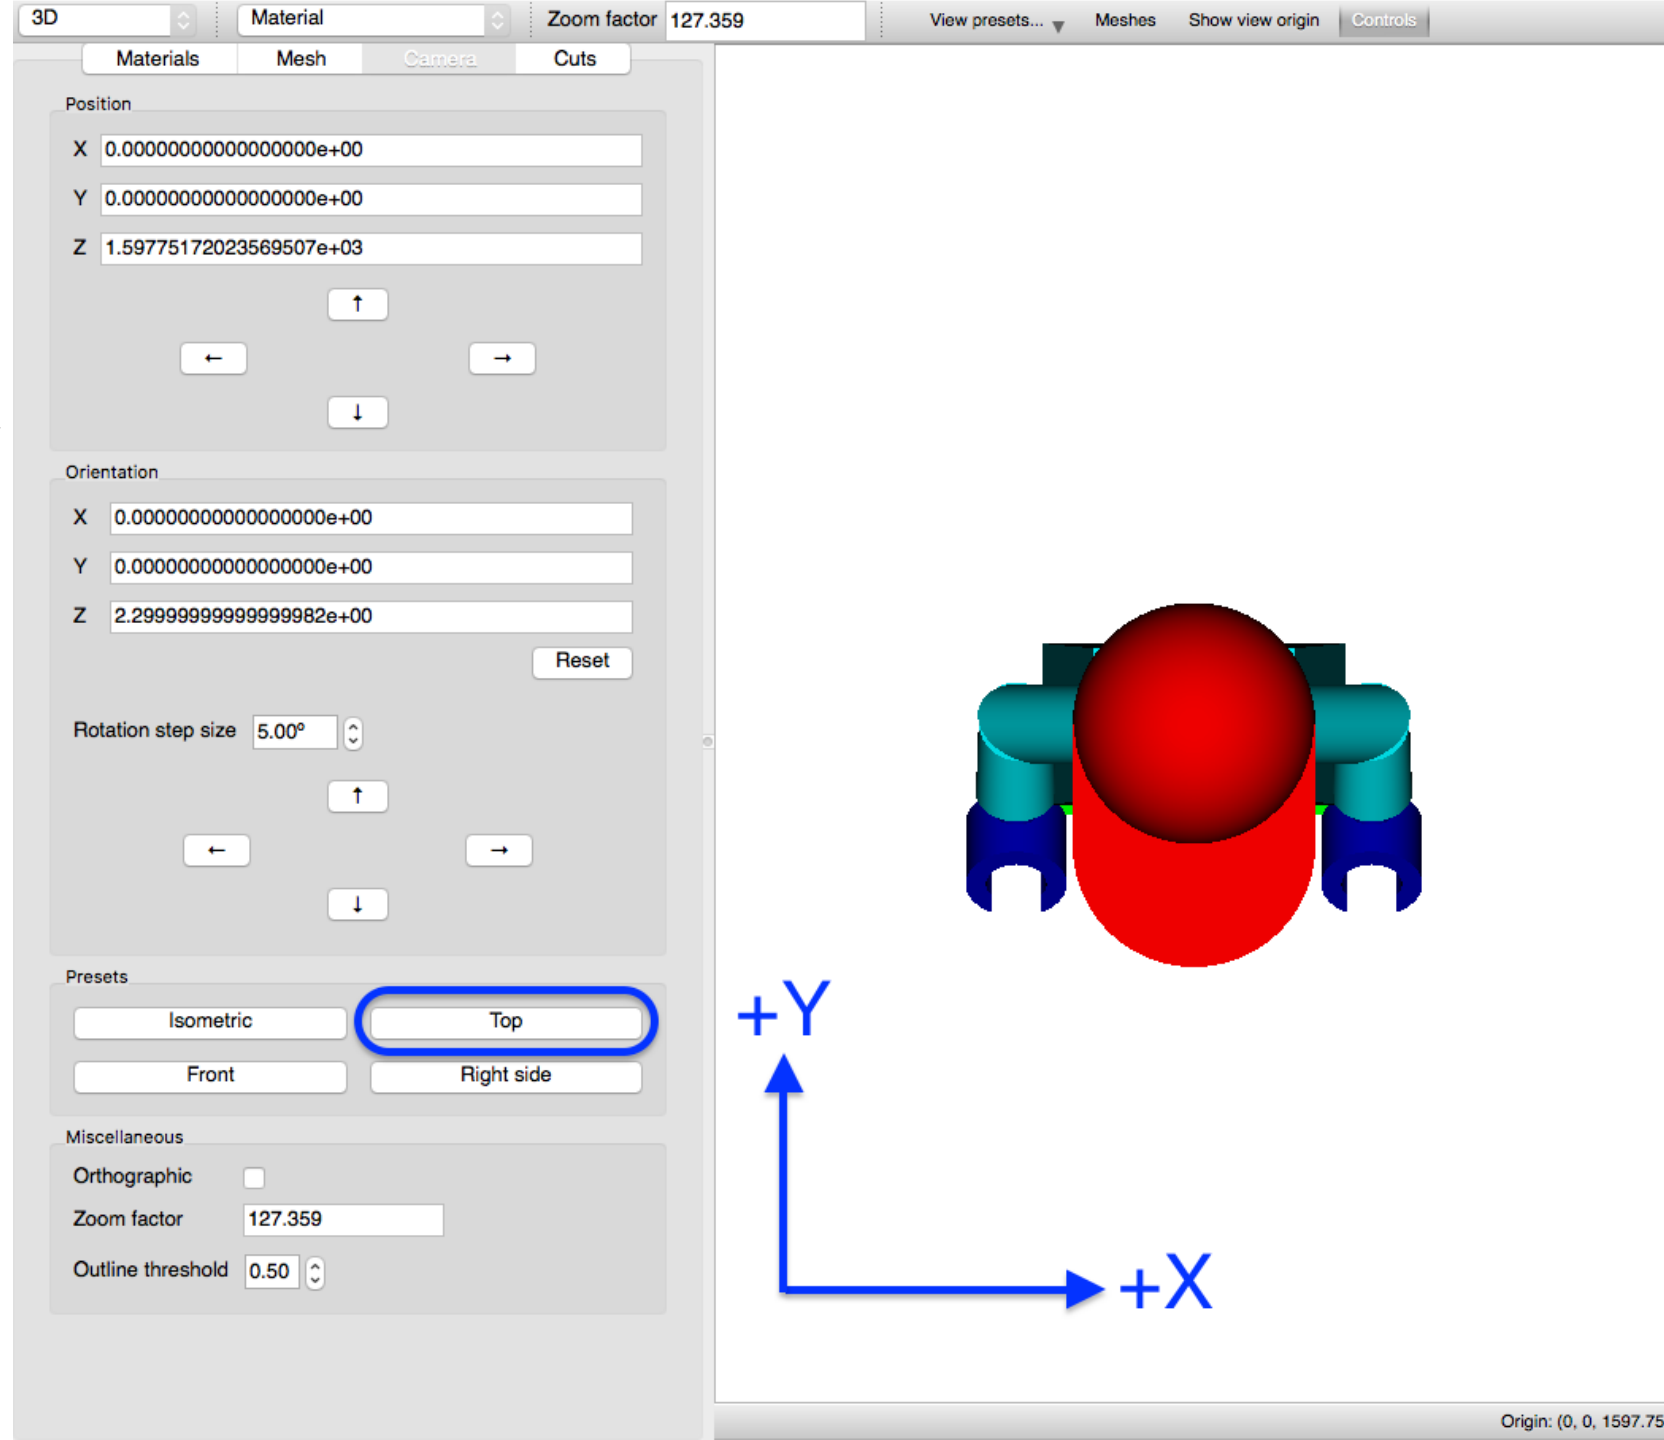 3D Material Zoom factor 127.359 View presets... Meshes Show view origin Controls
Materials Mesh Camera Cuts
Position
X 0.00000000000000000e+00
Y 0.00000000000000000e+00
Z 1.59775172023569507e+03
↑
← →
↓
Orientation
X 0.00000000000000000e+00
Y 0.00000000000000000e+00
Z 2.29999999999999982e+00
Reset
Rotation step size 5.00º
↑
← →
↓
Presets
Isometric Top
Front Right side
Miscellaneous
Orthographic
Zoom factor 127.359
Outline threshold 0.50
+Y
+X
Origin: (0, 0, 1597.75